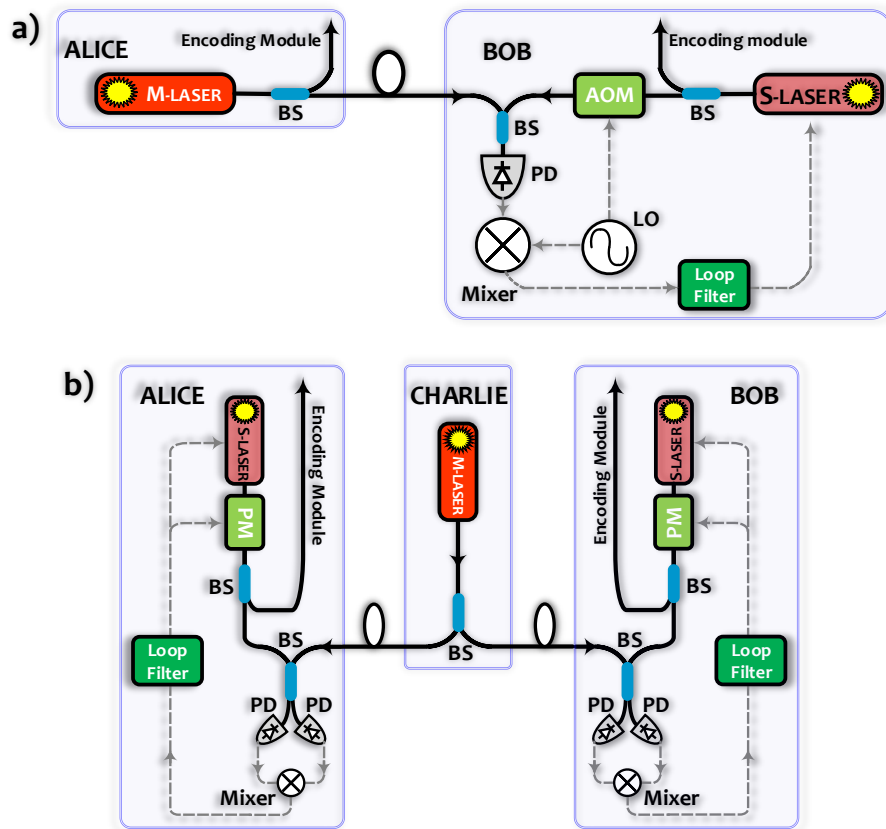 a)
ALICE
Encoding Module
M-LASER
BS
BOB
Encoding module
AOM
S-LASER
BS
BS
PD
LO
Mixer
Loop
Filter
b)
ALICE
S-LASER
PM
Encoding Module
BS
BS
Loop
Filter
PD
PD
Mixer
CHARLIE
M-LASER
BS
BOB
Encoding Module
S-LASER
PM
BS
BS
Loop
Filter
PD
PD
Mixer